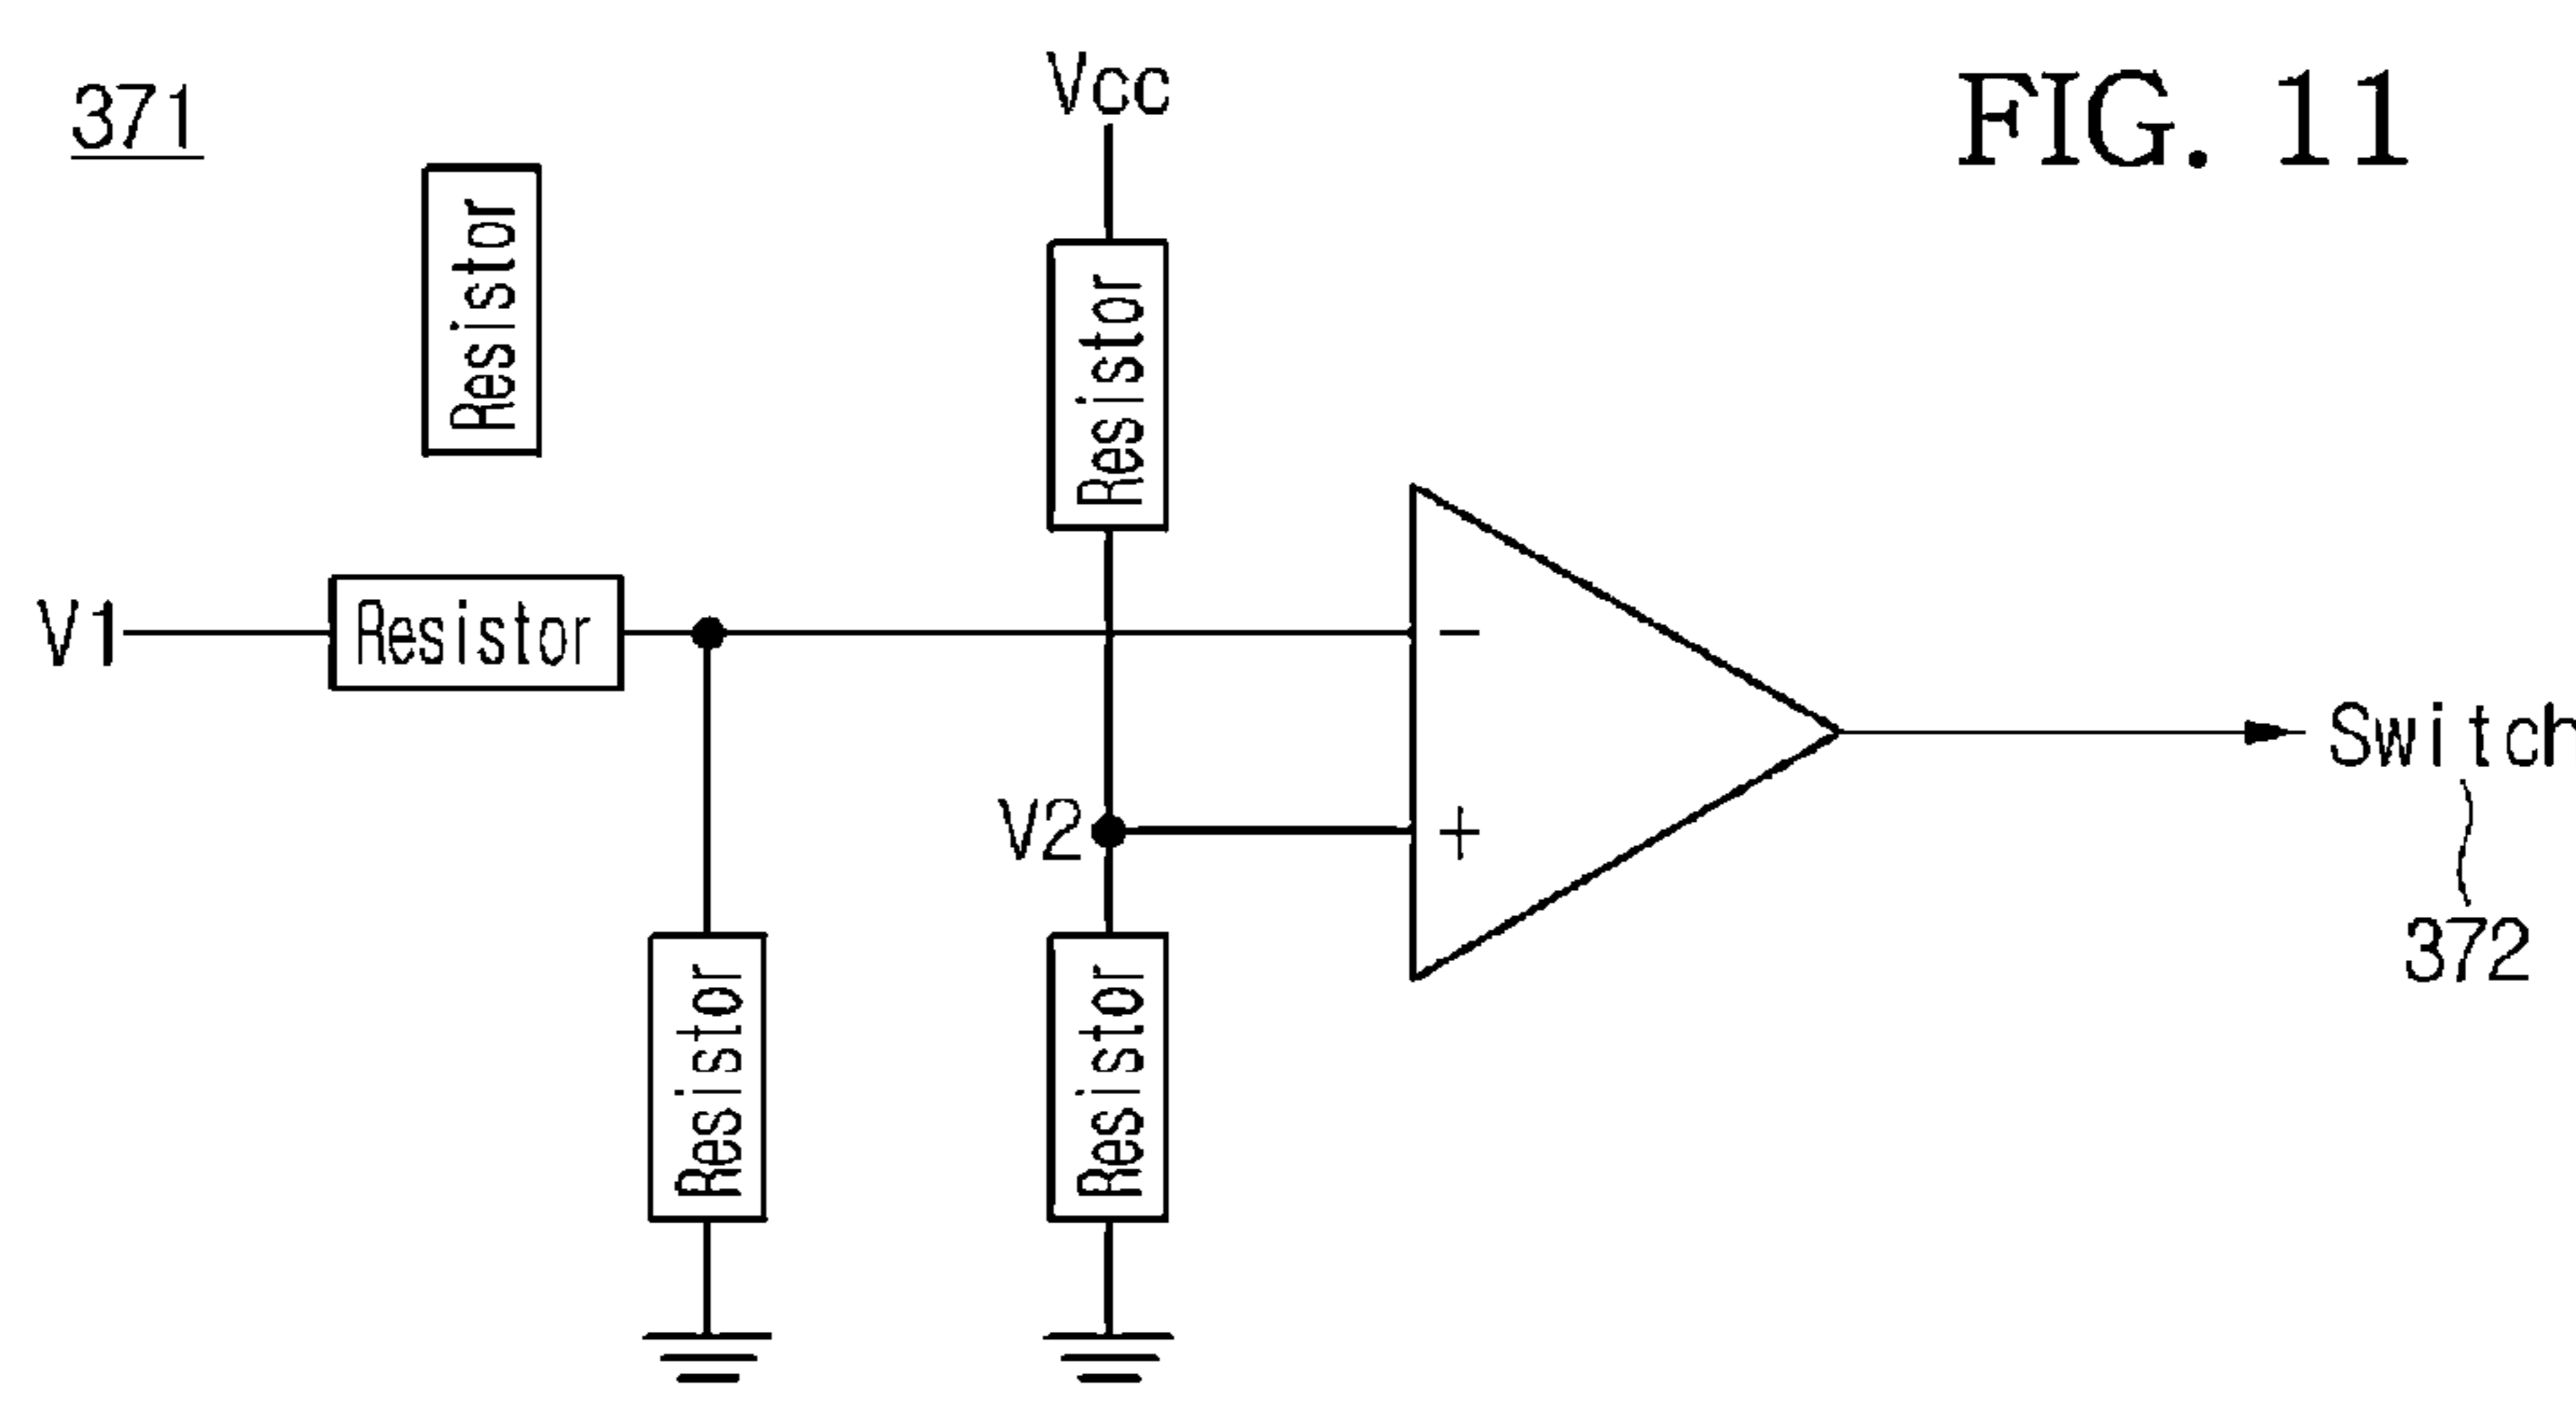 371
Vcc
FIG. 11
Resistor
Resistor
V1
Resistor
−
Switch
V2
+
372
Resistor
Resistor